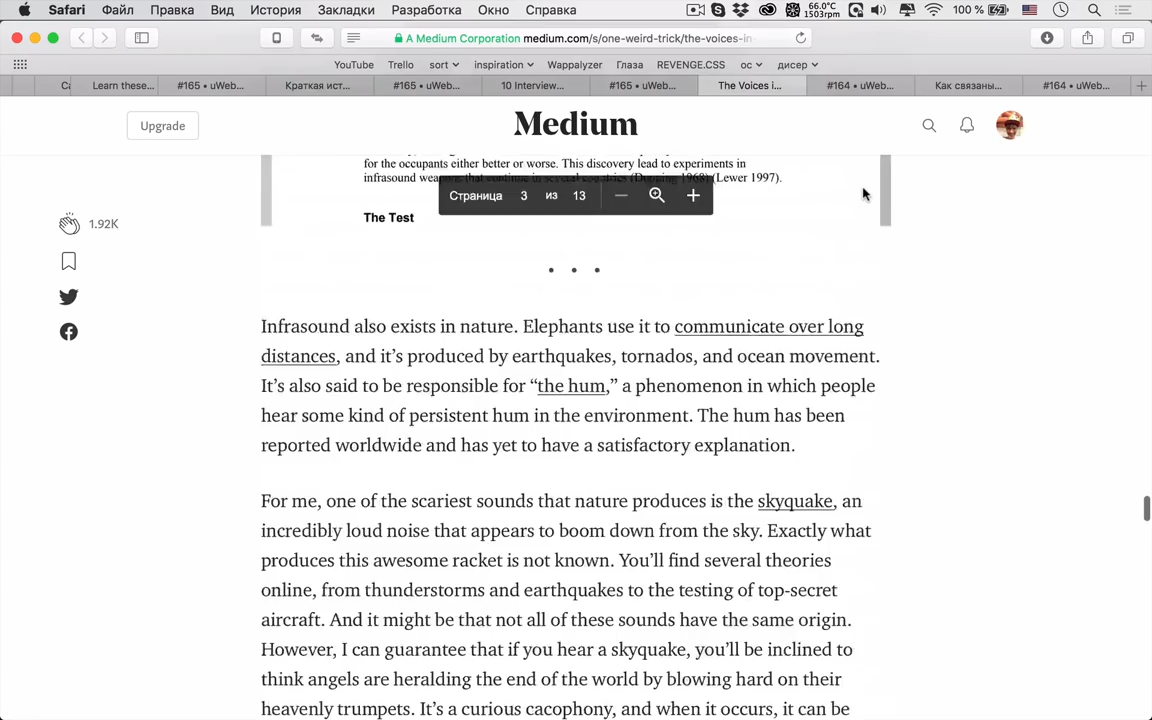 Safari Файл Правка Вид История Закладки Разработка Окно Справка 66.0°C 1503rpm 100 %
A Medium Corporation medium.com/s/one-weird-trick/the-voices-in-
YouTube Trello sort inspiration Wappalyzer Глаза REVENGE.CSS ос дисер
Са Learn these... #165 • uWeb... Краткая ист... #165 • uWeb... 10 Interview... #165 • uWeb... The Voices i... #164 • uWeb... Как связаны... #164 • uWeb...
Upgrade Medium
for the occupants either better or worse. This discovery lead to experiments in
infrasound weapons that continue in several countries (Dunning 1968) (Lewer 1997).
Страница 3 из 13
The Test
1.92K
Infrasound also exists in nature. Elephants use it to communicate over long
distances, and it’s produced by earthquakes, tornados, and ocean movement.
It’s also said to be responsible for “the hum,” a phenomenon in which people
hear some kind of persistent hum in the environment. The hum has been
reported worldwide and has yet to have a satisfactory explanation.
For me, one of the scariest sounds that nature produces is the skyquake, an
incredibly loud noise that appears to boom down from the sky. Exactly what
produces this awesome racket is not known. You’ll find several theories
online, from thunderstorms and earthquakes to the testing of top-secret
aircraft. And it might be that not all of these sounds have the same origin.
However, I can guarantee that if you hear a skyquake, you’ll be inclined to
think angels are heralding the end of the world by blowing hard on their
heavenly trumpets. It’s a curious cacophony, and when it occurs, it can be